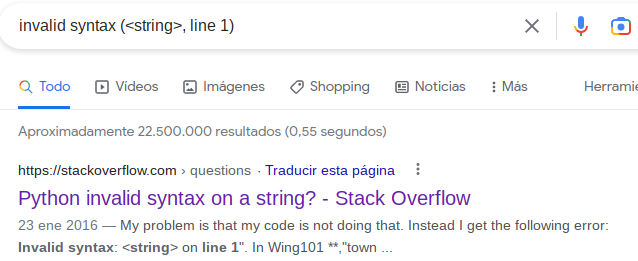 invalid syntax (<string>, line 1)
Todo Vídeos Imágenes Shopping Noticias Más Herramie
Aproximadamente 22.500.000 resultados (0,55 segundos)
https://stackoverflow.com › questions · Traducir esta página
Python invalid syntax on a string? - Stack Overflow
23 ene 2016 — My problem is that my code is not doing that. Instead I get the following error:
Invalid syntax: <string> on line 1". In Wing101 **,"town ...